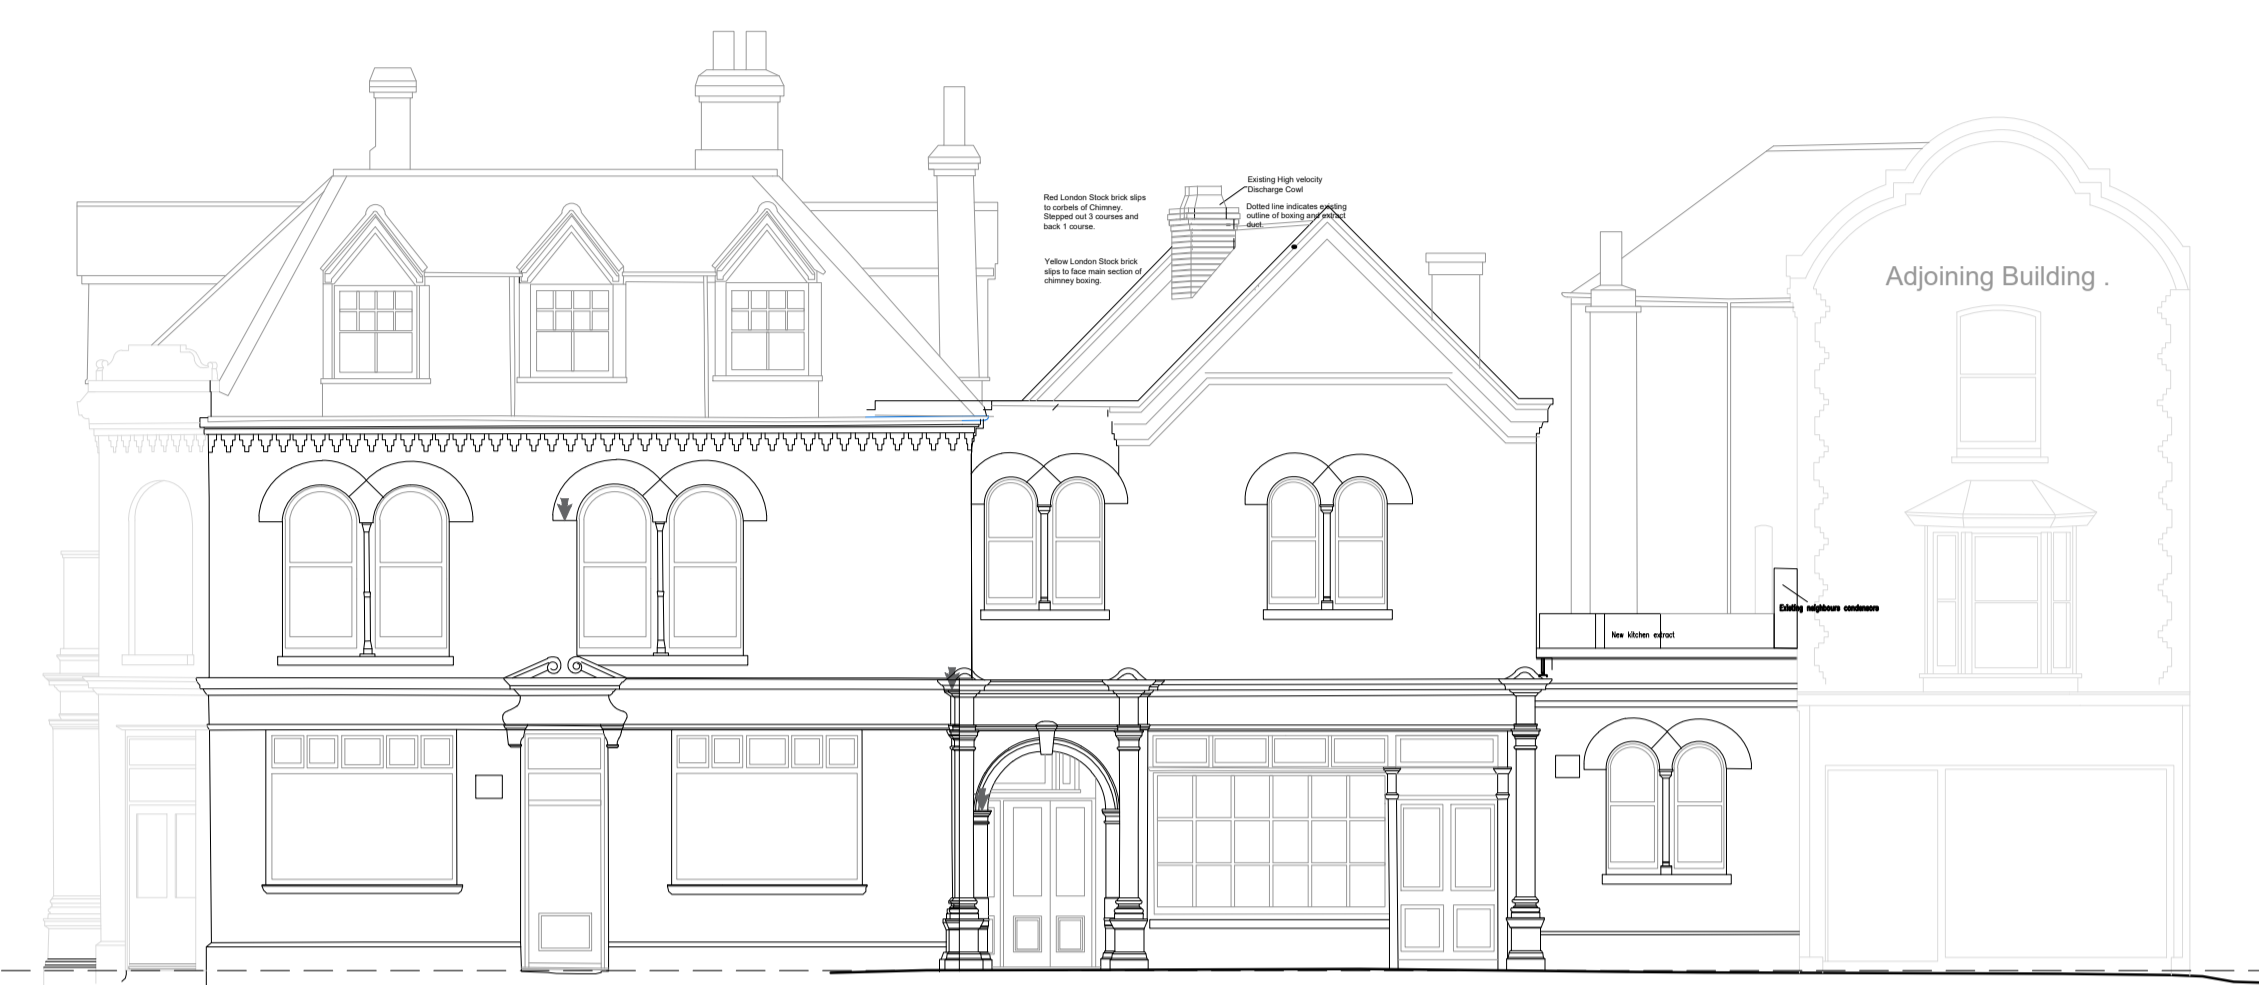 Existing High velocity
Discharge Cowl
Red London Stock brick slips
to corbels of Chimney.
Stepped out 3 courses and
back 1 course.
Dotted line indicates existing
outline of boxing and extract
duct.
Yellow London Stock brick
slips to face main section of
chimney boxing.
Adjoining Building .
Existing neighbours condensors
New kitchen extract